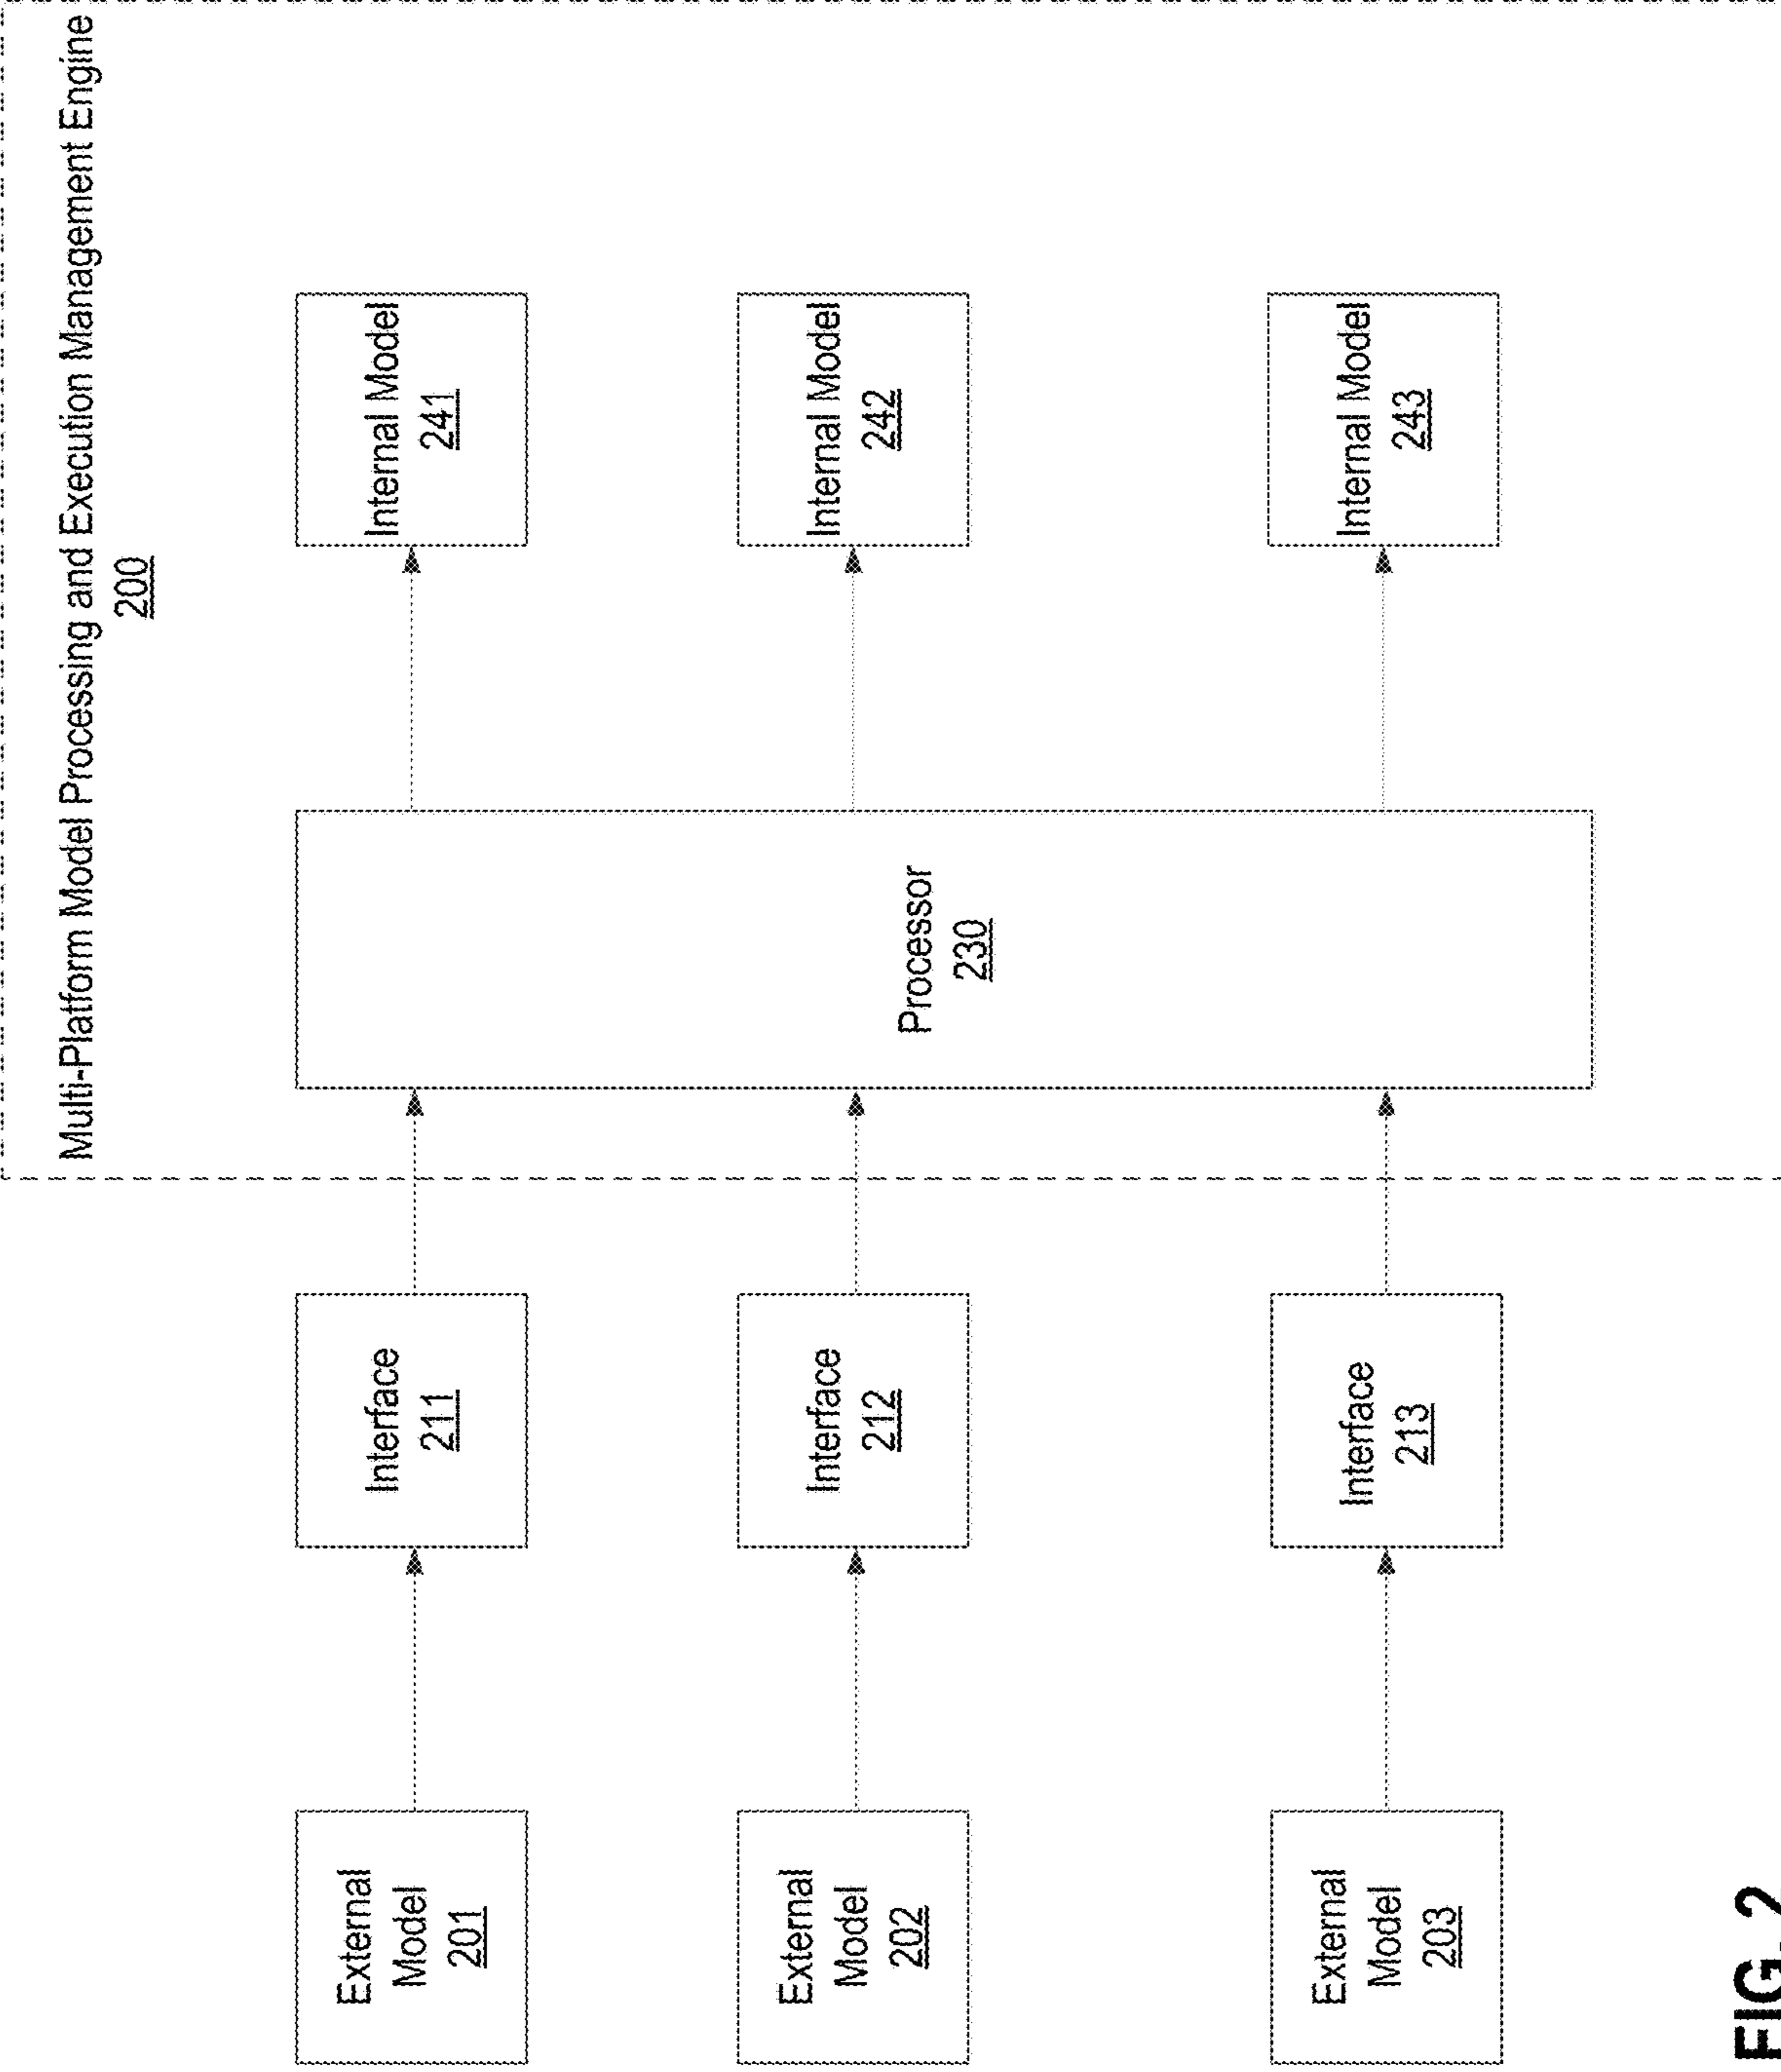 Multi-Platform Model Processing and Execution Management Engine
200
External
Model
201
Interface
211
Internal Model
241
External
Model
202
Interface
212
Processor
230
Internal Model
242
External
Model
203
Interface
213
Internal Model
243
FIG. 2